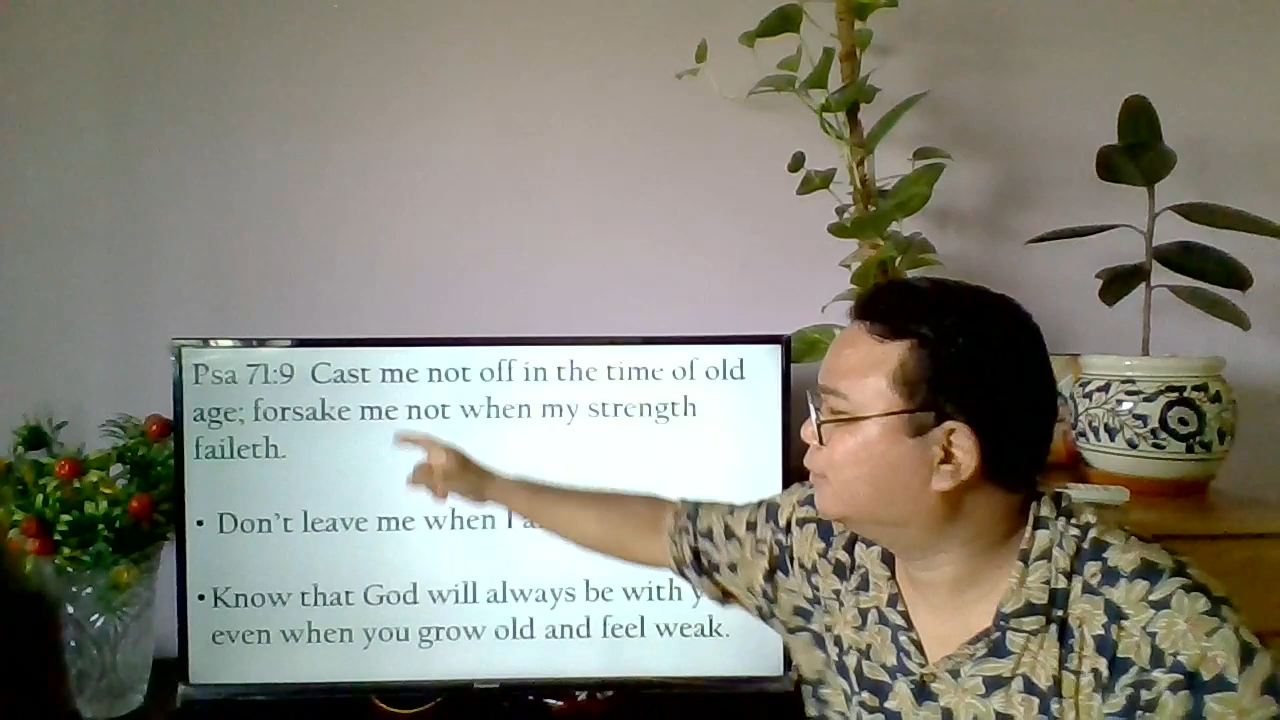 Psa 71:9 Cast me not off in the time of old
age; forsake me not when my strength
faileth.
• Don't leave me when I
• Know that God will always be with
even when you grow old and feel weak.